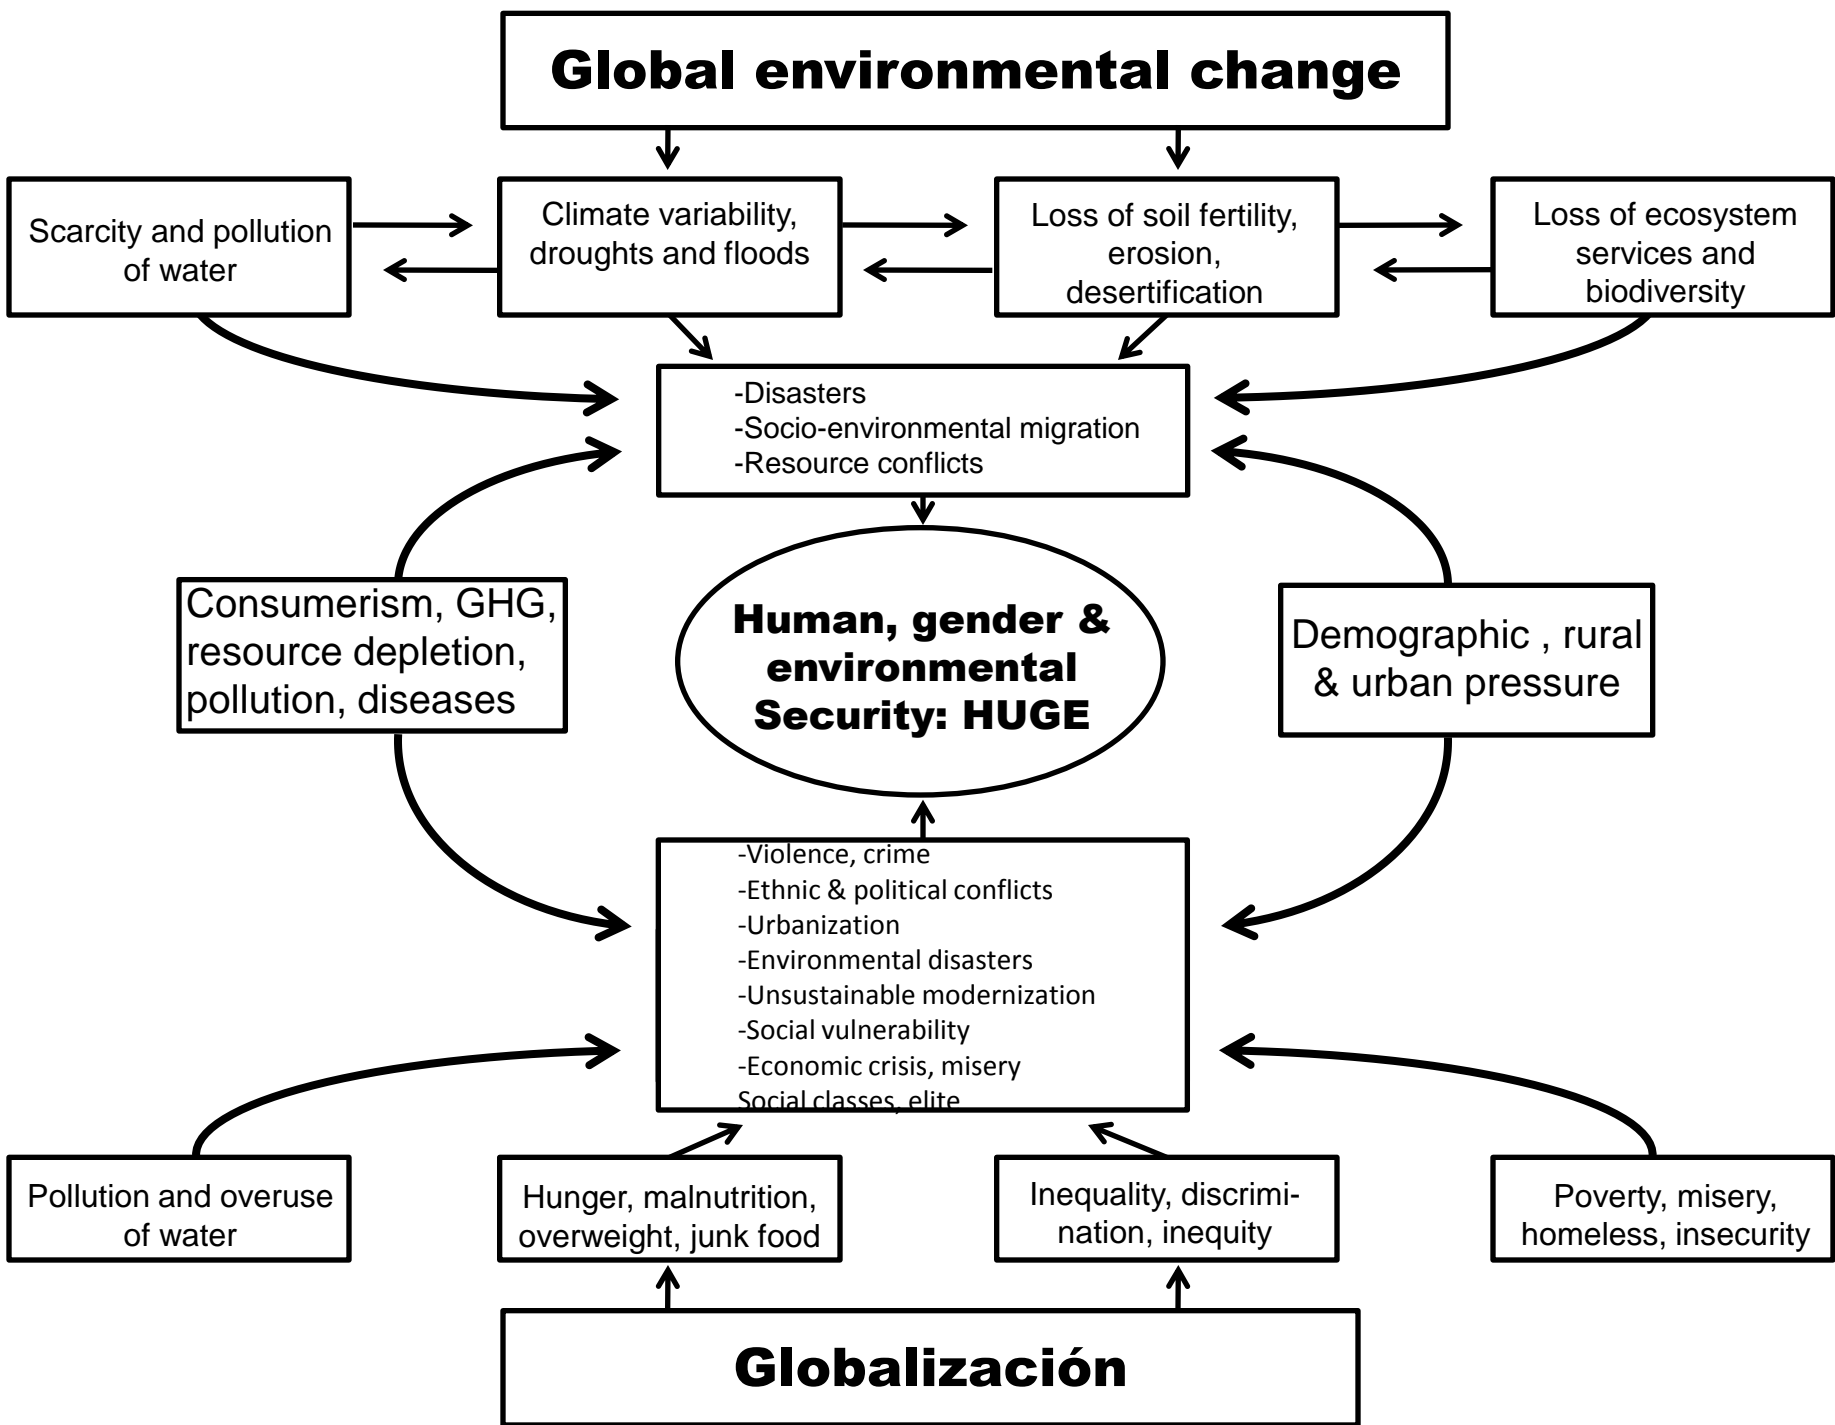 Global environmental change
Scarcity and pollution
of water
Climate variability,
droughts and floods
Loss of soil fertility,
erosion,
desertification
Loss of ecosystem
services and
biodiversity
-Disasters
-Socio-environmental migration
-Resource conflicts
Consumerism, GHG,
resource depletion,
pollution, diseases
Human, gender &
environmental
Security: HUGE
Demographic , rural
& urban pressure
-Violence, crime
-Ethnic & political conflicts
-Urbanization
-Environmental disasters
-Unsustainable modernization
-Social vulnerability
-Economic crisis, misery
Social classes, elite
Pollution and overuse
of water
Hunger, malnutrition,
overweight, junk food
Inequality, discrimi-
nation, inequity
Poverty, misery,
homeless, insecurity
Globalización